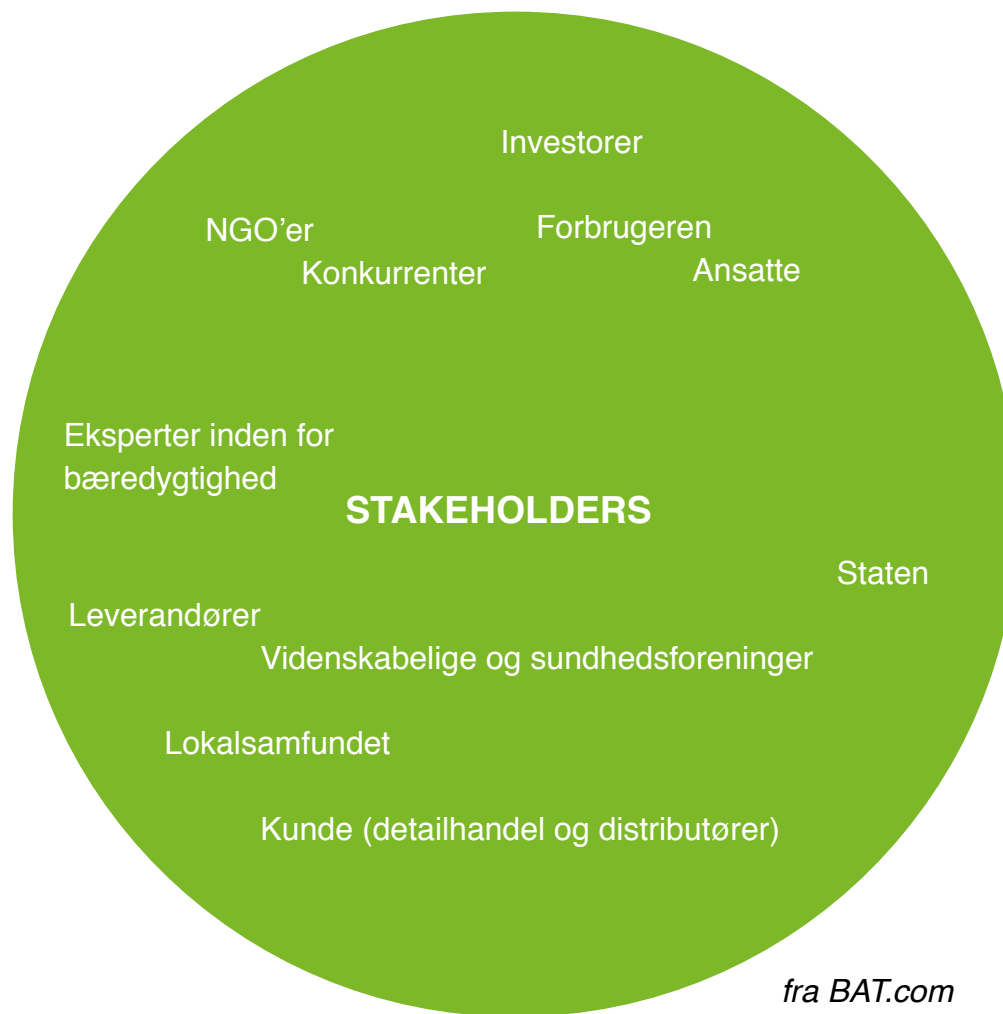 Investorer
NGO’er
Forbrugeren
Konkurrenter
Ansatte
Eksperter inden for
bæredygtighed
STAKEHOLDERS
Staten
Leverandører
Videnskabelige og sundhedsforeninger
Lokalsamfundet
Kunde (detailhandel og distributører)
fra BAT.com